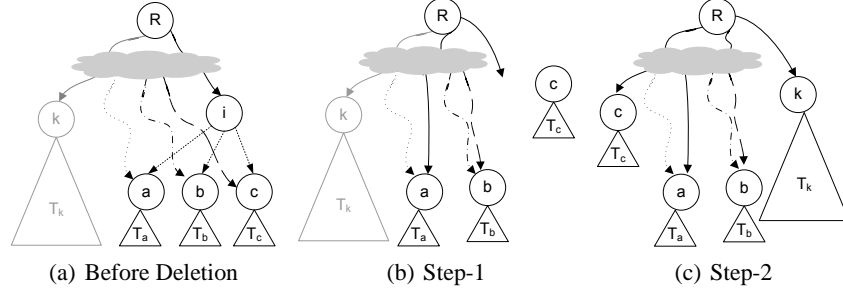 R
R
R
i
k
k
c
c
k
a
b
c
a
b
a
b
T_k
T_a
T_b
T_c
T_k
T_a
T_b
T_c
T_c
T_a
T_b
T_k
(a) Before Deletion
(b) Step-1
(c) Step-2